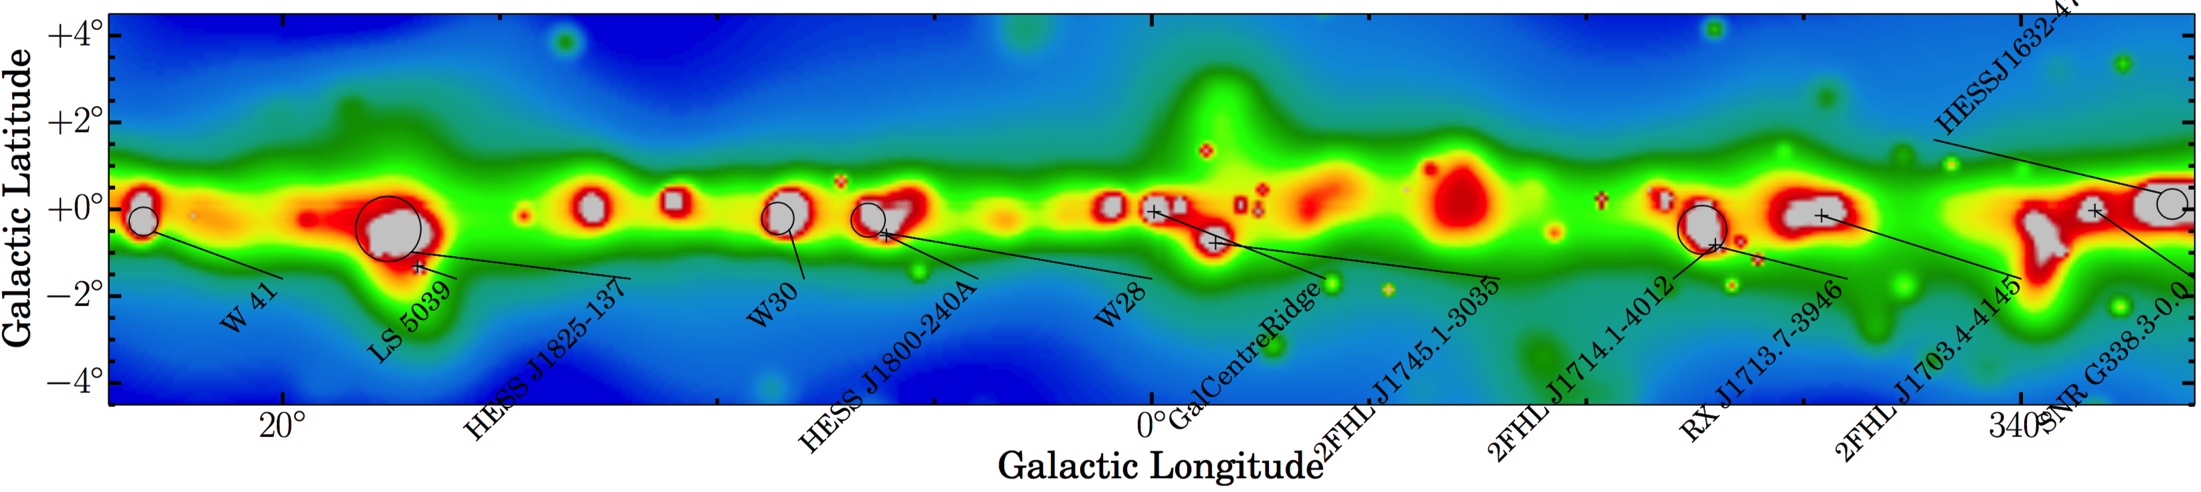 Galactic Latitude
+4°
+2°
+0°
−2°
−4°
HESSJ1632-47
W 41
LS 5039
HESS J1825-137
W30
HESS J1800-240A
W28
GalCentreRidge
2FHL J1745.1-3035
2FHL J1714.1-4012
RX J1713.7-3946
2FHL J1703.4-4145
SNR G338.3-0.0
20°
0°
340°
Galactic Longitude